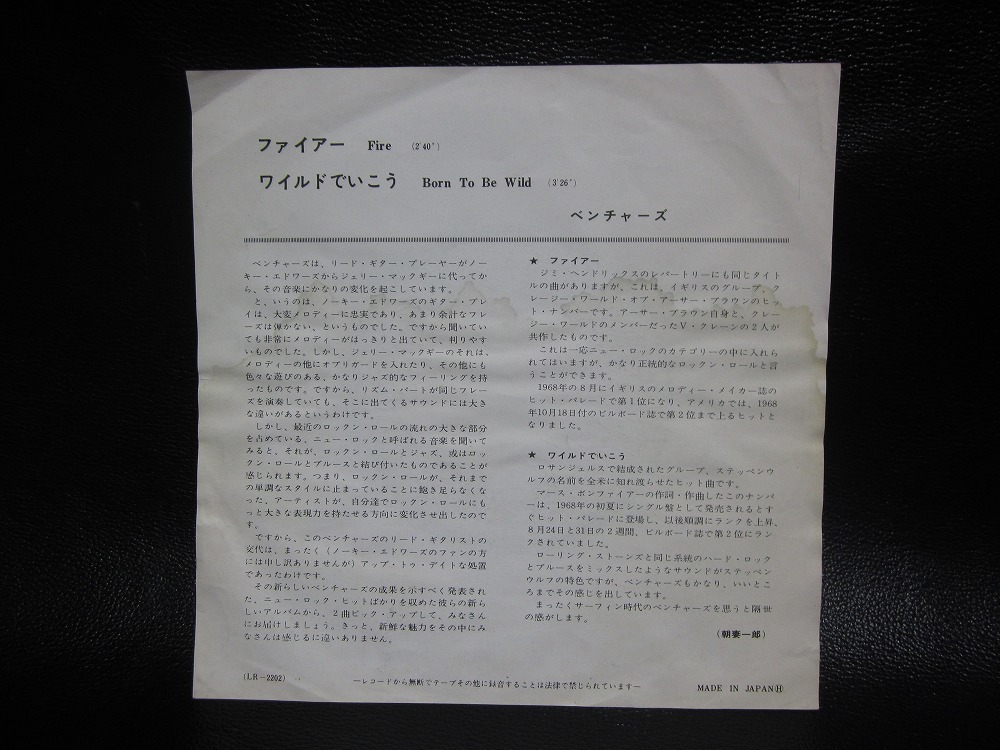 ファイアー Fire (2′40″)
ワイルドでいこう Born To Be Wild (3′26″)
ベンチャーズ
ベンチャーズは、リード・ギター・プレーヤーがノー
キー・エドワーズからジェリー・マックギーに代ってか
ら、その音楽にかなりの変化を起こしています。
と、いうのは、ノーキー・エドワーズのギター・プレ
イは、大変メロディーに忠実であり、あまり余計なフレ
ーズは弾かない、というものでした。ですから聞いてい
ても非常にメロディーがはっきりと出ていて、判りやす
いものでした。しかし、ジェリー・マックギーのそれは、
メロディーの他にオブリガードを入れたり、その他にも
色々な遊びのある、かなりジャズ的なフィーリングを持
ったものです。ですから、リズム・パートが同じフレー
ズを演奏していても、そこに出てくるサウンドには大き
な違いがあるというわけです。
しかし、最近のロックン・ロールの流れの大きな部分
を占めている、ニュー・ロックと呼ばれる音楽を聞いて
みると、それが、ロックン・ロールとジャズ、或はロック
ン・ロールとブルースと結び付いたものであることが
感じられます。つまり、ロックン・ロールが、それまで
の単調なスタイルに止まっていることに飽き足らなくな
った、アーティストが、自分達でロックン・ロールにも
っと大きな表現力を持たせる方向に変化させ出したので
す。
ですから、このベンチャーズのリード・ギタリストの
交代は、まったく（ノーキー・エドワーズのファンの方
には申し訳ありませんが）アップ・トゥ・デイトな処置
であったわけです。
その新らしいベンチャーズの成果を示すべく発表され
た、ニュー・ロック・ヒットばかりを収めた彼らの新ら
しいアルバムから、2曲ピック・アップして、みなさん
にお届けしましょう。きっと、新鮮な魅力をその中にみ
なさんは感じるに違いありません。
★ ファイアー
ジミ・ヘンドリックスのレパートリーにも同じタイト
ルの曲がありますが、これは、イギリスのグループ、ク
レージー・ワールド・オブ・アーサー・ブラウンのヒッ
ト・ナンバーです。アーサー・ブラウン自身と、クレー
ジー・ワールドのメンバーだったV・クレーンの2人が
共作したものです。
これは一応ニュー・ロックのカテゴリーの中に入れら
れてはいますが、かなり正統的なロックン・ロールと言
うことができます。
1968年の8月にイギリスのメロディー・メイカー誌の
ヒット・パレードで第1位になり、アメリカでは、1968
年10月18日付のビルボード誌で第2位まで上るヒットと
なりました。
★ ワイルドでいこう
ロサンジェルスで結成されたグループ、ステッペンウ
ルフの名前を全米に知れ渡らせたヒット曲です。
マース・ボンファイアーの作詞・作曲したこのナンバ
ーは、1968年の初夏にシングル盤として発売されるとす
ぐヒット・パレードに登場し、以後順調にランクを上昇、
8月24日と31日の2週間、ビルボード誌で第2位にラン
クされていました。
ローリング・ストーンズと同じ系統のハード・ロック
とブルースをミックスしたようなサウンドがステッペン
ウルフの特色ですが、ベンチャーズもかなり、いいとこ
ろまでその感じを出しています。
まったくサーフィン時代のベンチャーズを思うと隔世
の感がします。
（朝妻一郎）
(LR－2202)
―レコードから無断でテープその他に録音することは法律で禁じられています―
MADE IN JAPAN Ⓗ